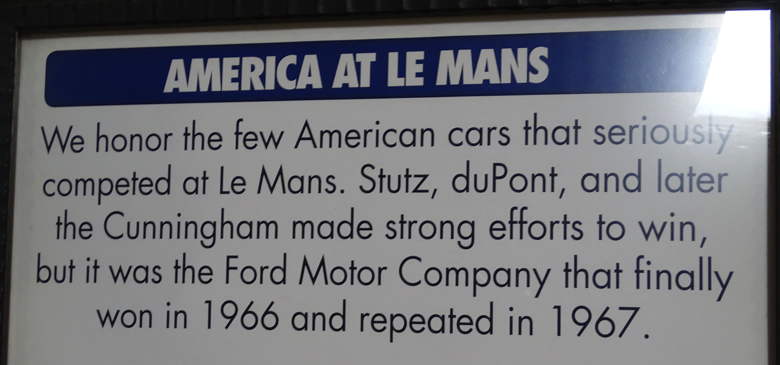 AMERICA AT LE MANS
We honor the few American cars that seriously
competed at Le Mans. Stutz, duPont, and later
the Cunningham made strong efforts to win,
but it was the Ford Motor Company that finally
won in 1966 and repeated in 1967.